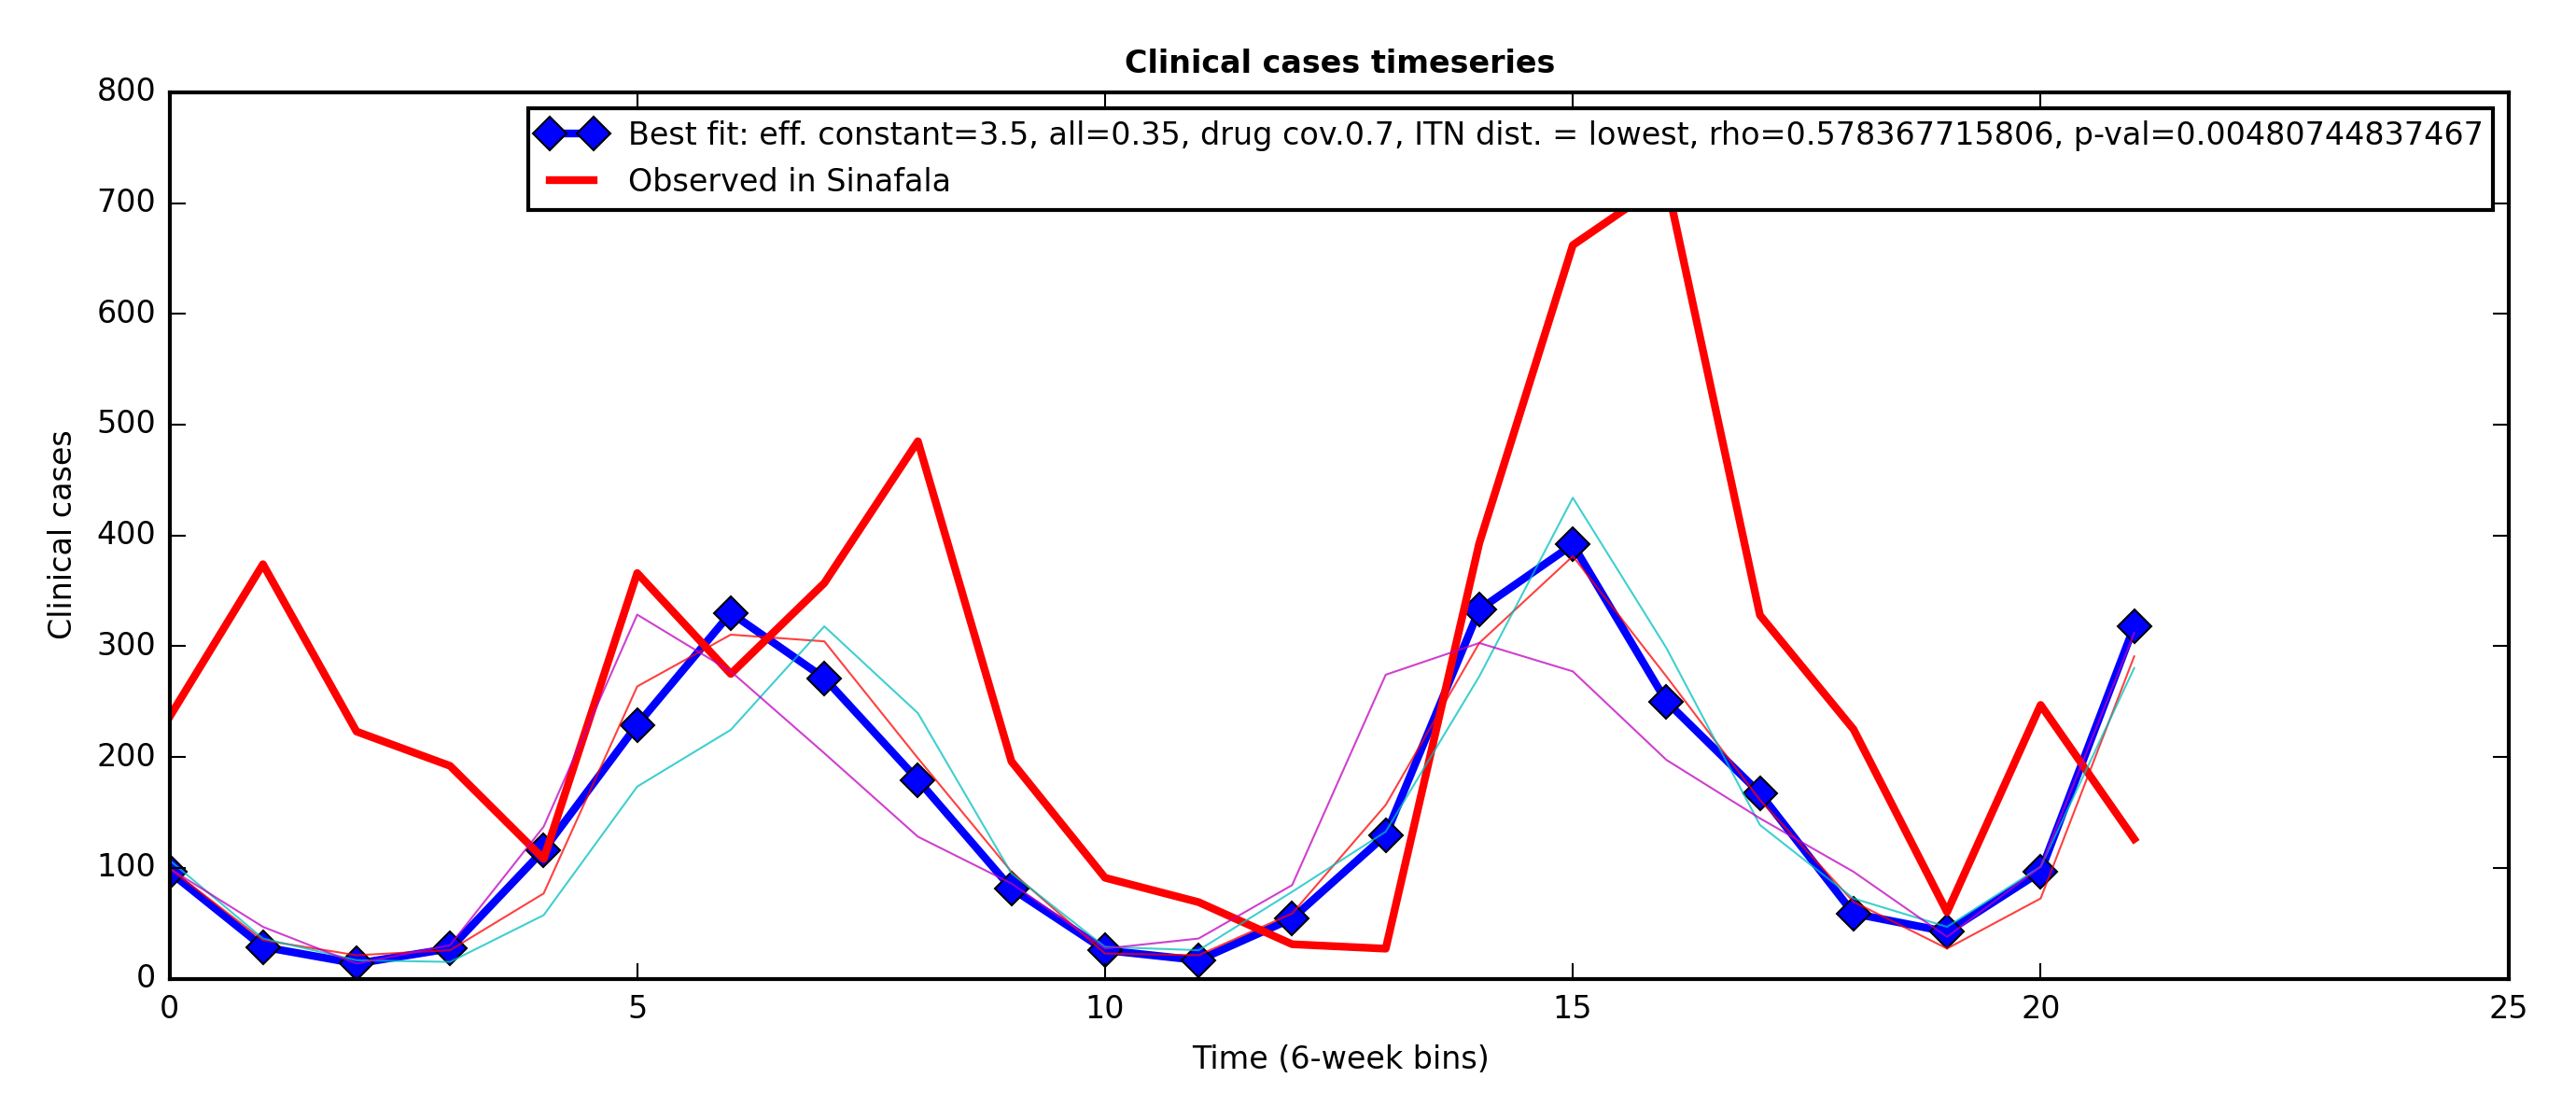 Clinical cases timeseries
800
700
600
500
400
300
200
100
0
Clinical cases
Best fit: eff. constant=3.5, all=0.35, drug cov.0.7, ITN dist. = lowest, rho=0.578367715806, p-val=0.00480744837467
Observed in Sinafala
0 5 10 15 20 25
Time (6-week bins)